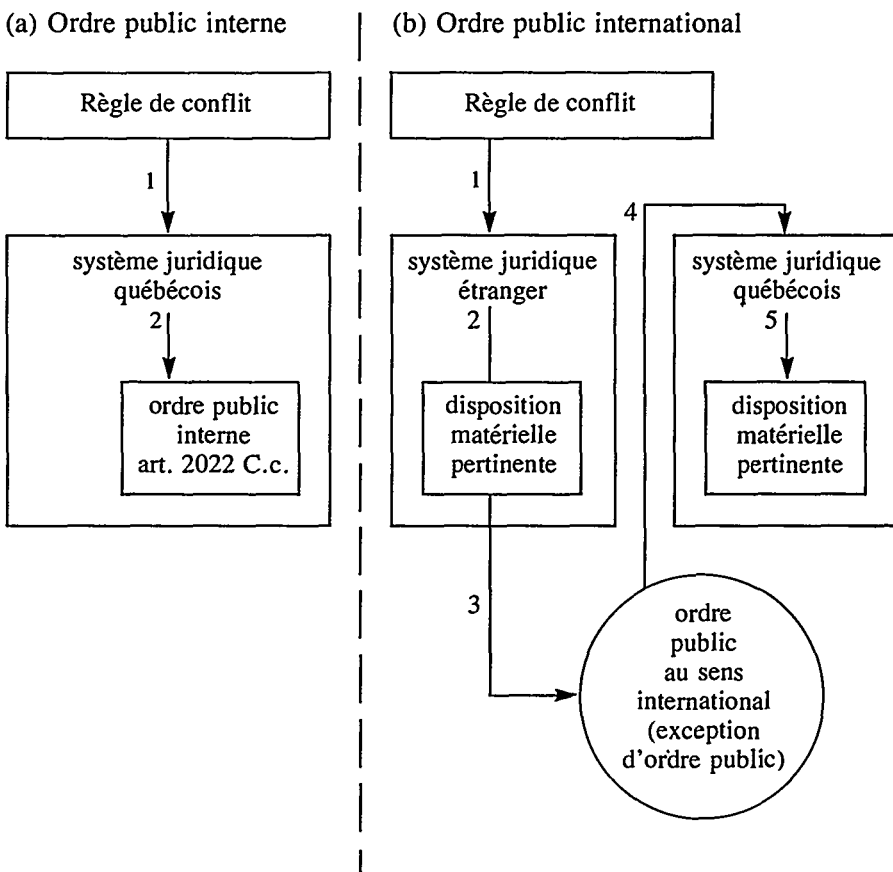 (a) Ordre public interne
Règle de conflit
1
système juridique
québécois
2
ordre public
interne
art. 2022 C.c.
(b) Ordre public international
Règle de conflit
1
système juridique
étranger
2
disposition
matérielle
pertinente
3
ordre
public
au sens
international
(exception
d'ordre public)
4
système juridique
québécois
5
disposition
matérielle
pertinente